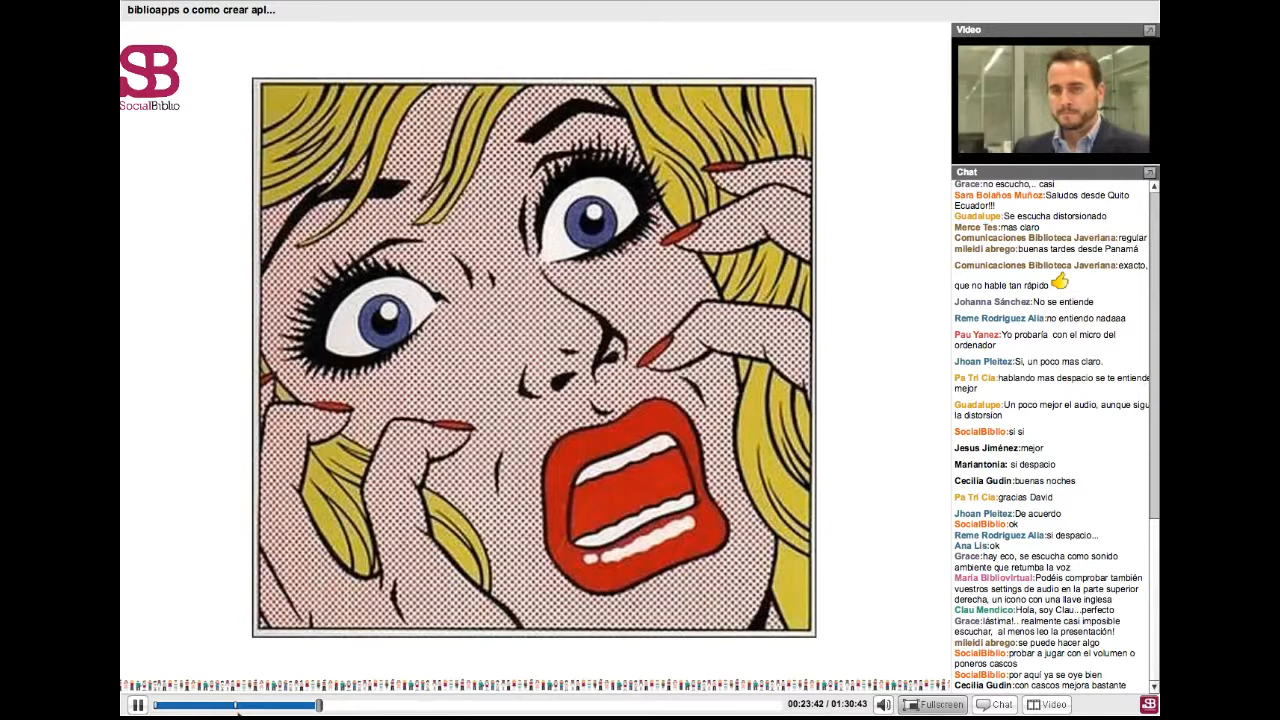 biblioapps o como crear apl...
SB
SocialBiblio
Video
Chat
Grace:no escucho,.. casi
Sara Bolaños Muñoz:Saludos desde Quito
Ecuador!!!
Guadalupe:Se escucha distorsionado
Merce Tes:mas claro
Comunicaciones Biblioteca Javeriana:regular
mileidi abrego:buenas tardes desde Panamá
Comunicaciones Biblioteca Javeriana:exacto,
que no hable tan rápido
Johanna Sánchez:No se entiende
Reme Rodríguez Alía:no entiendo nadaaa
Pau Yanez:Yo probaría con el micro del
ordenador
Jhoan Pleitez:Si, un poco mas claro.
Pa Tri Cia:hablando mas despacio se te entiende
mejor
Guadalupe:Un poco mejor el audio, aunque sigu
la distorsion
SocialBiblio:si si
Jesus Jiménez:mejor
Mariantonia: si despacio
Cecilia Gudin:buenas noches
Pa Tri Cia:gracias David
Jhoan Pleitez:De acuerdo
SocialBiblio:ok
Reme Rodríguez Alía:si despacio...
Ana Lis:ok
Grace:hay eco, se escucha como sonido
ambiente que retumba la voz
María Bibliovirtual:Podéis comprobar también
vuestros settings de audio en la parte superior
derecha, un icono con una llave inglesa
Clau Mendico:Hola, soy Clau...perfecto
Grace:lástima!.. realmente casi imposible
escuchar, al menos leo la presentación!
mileidi abrego:se puede hacer algo
SocialBiblio:probar a jugar con el volumen o
poneros cascos
SocialBiblio:por aquí ya se oye bien
Cecilia Gudin:con cascos mejora bastante
00:23:42 / 01:30:43
Fullscreen
Chat
Video
SB